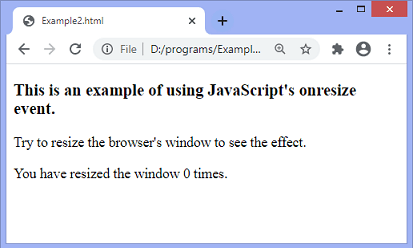 Example2.html
File | D:/programs/Exampl...
This is an example of using JavaScript's onresize
event.
Try to resize the browser's window to see the effect.
You have resized the window 0 times.